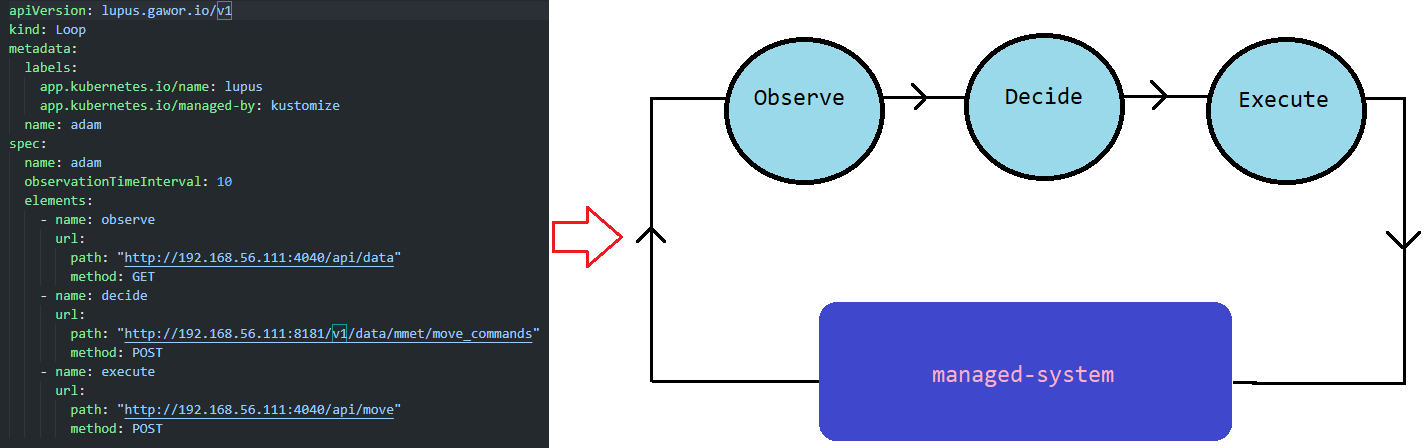 apiVersion: lupus.gawor.io/v1
kind: Loop
metadata:
  labels:
    app.kubernetes.io/name: lupus
    app.kubernetes.io/managed-by: kustomize
  name: adam
spec:
  name: adam
  observationTimeInterval: 10
  elements:
    - name: observe
      url:
        path: "http://192.168.56.111:4040/api/data"
        method: GET
    - name: decide
      url:
        path: "http://192.168.56.111:8181/v1/data/mmet/move_commands"
        method: POST
    - name: execute
      url:
        path: "http://192.168.56.111:4040/api/move"
        method: POST
Observe
Decide
Execute
managed-system